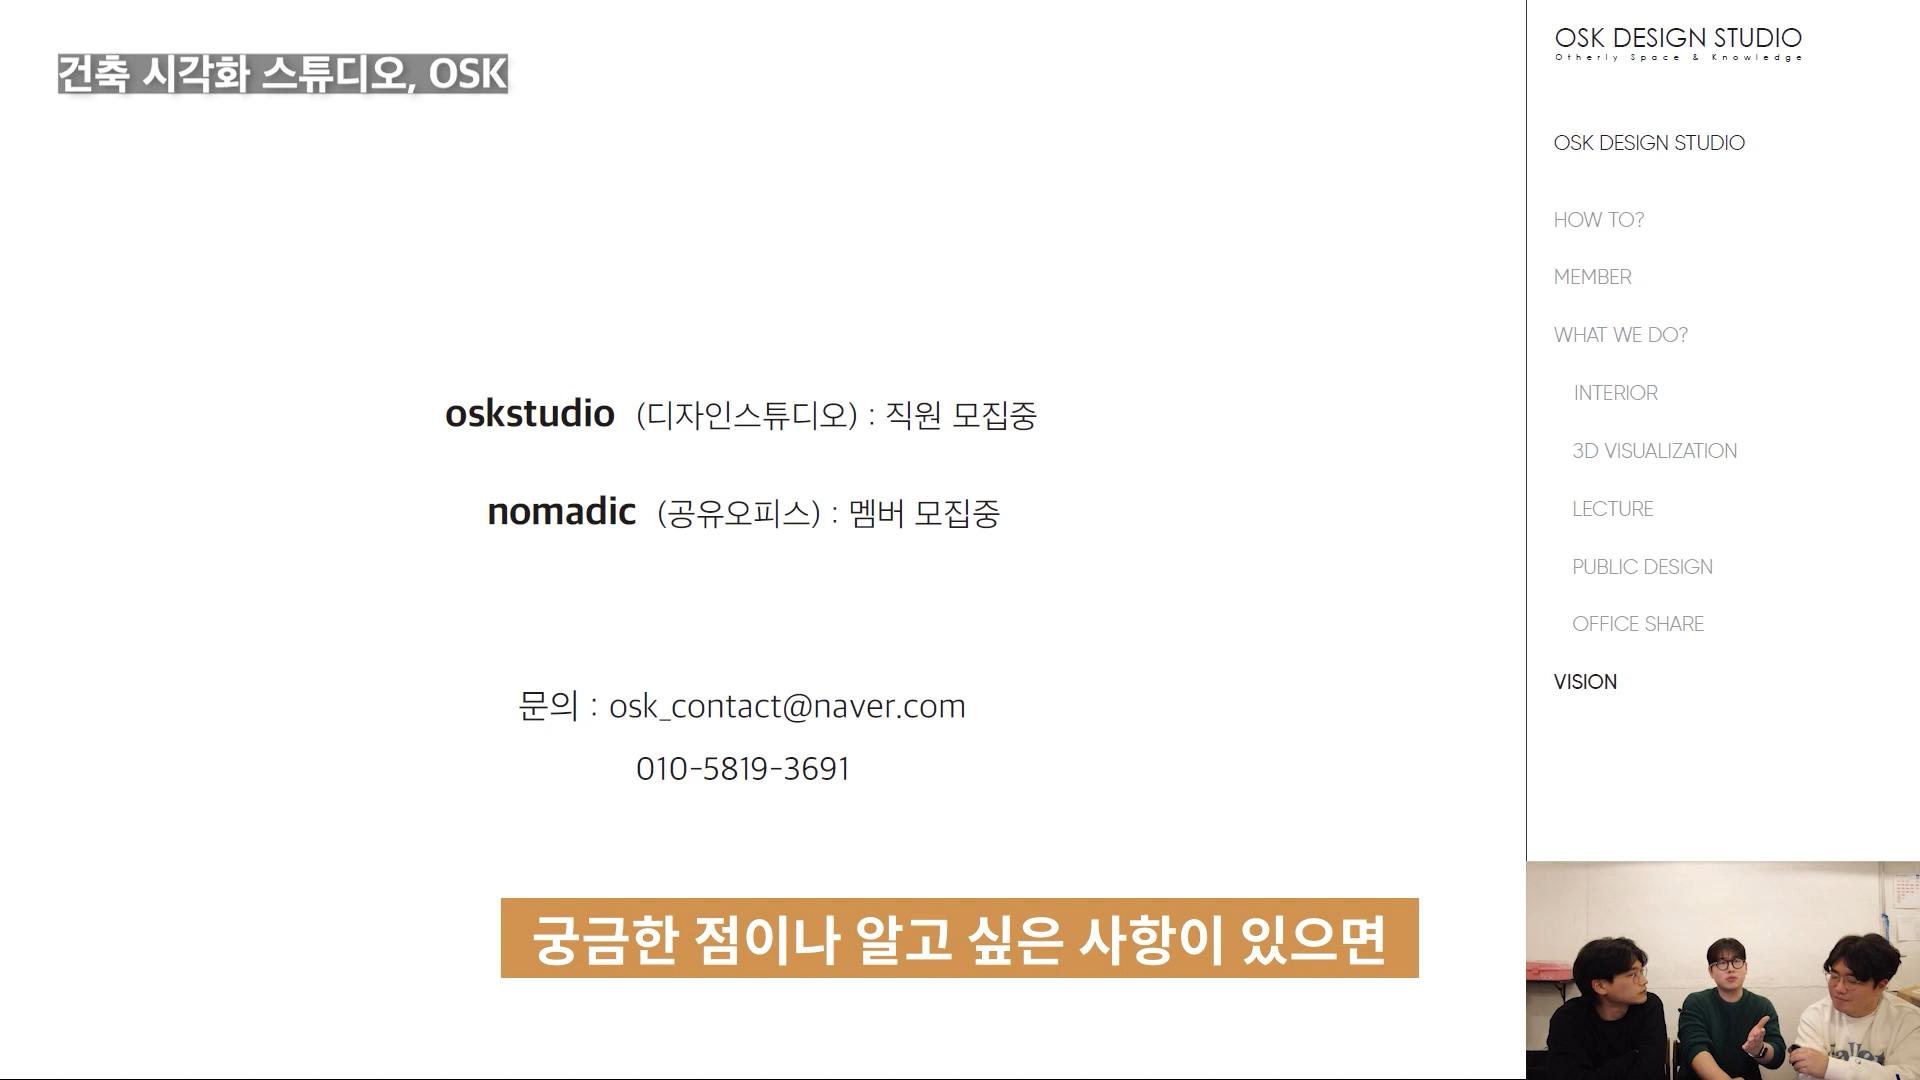 건축 시각화 스튜디오, OSK
oskstudio (디자인스튜디오) : 직원 모집중
nomadic (공유오피스) : 멤버 모집중
문의 : osk_contact@naver.com
010-5819-3691
궁금한 점이나 알고 싶은 사항이 있으면
OSK DESIGN STUDIO
Otherly Space & Knowledge
OSK DESIGN STUDIO
HOW TO?
MEMBER
WHAT WE DO?
INTERIOR
3D VISUALIZATION
LECTURE
PUBLIC DESIGN
OFFICE SHARE
VISION